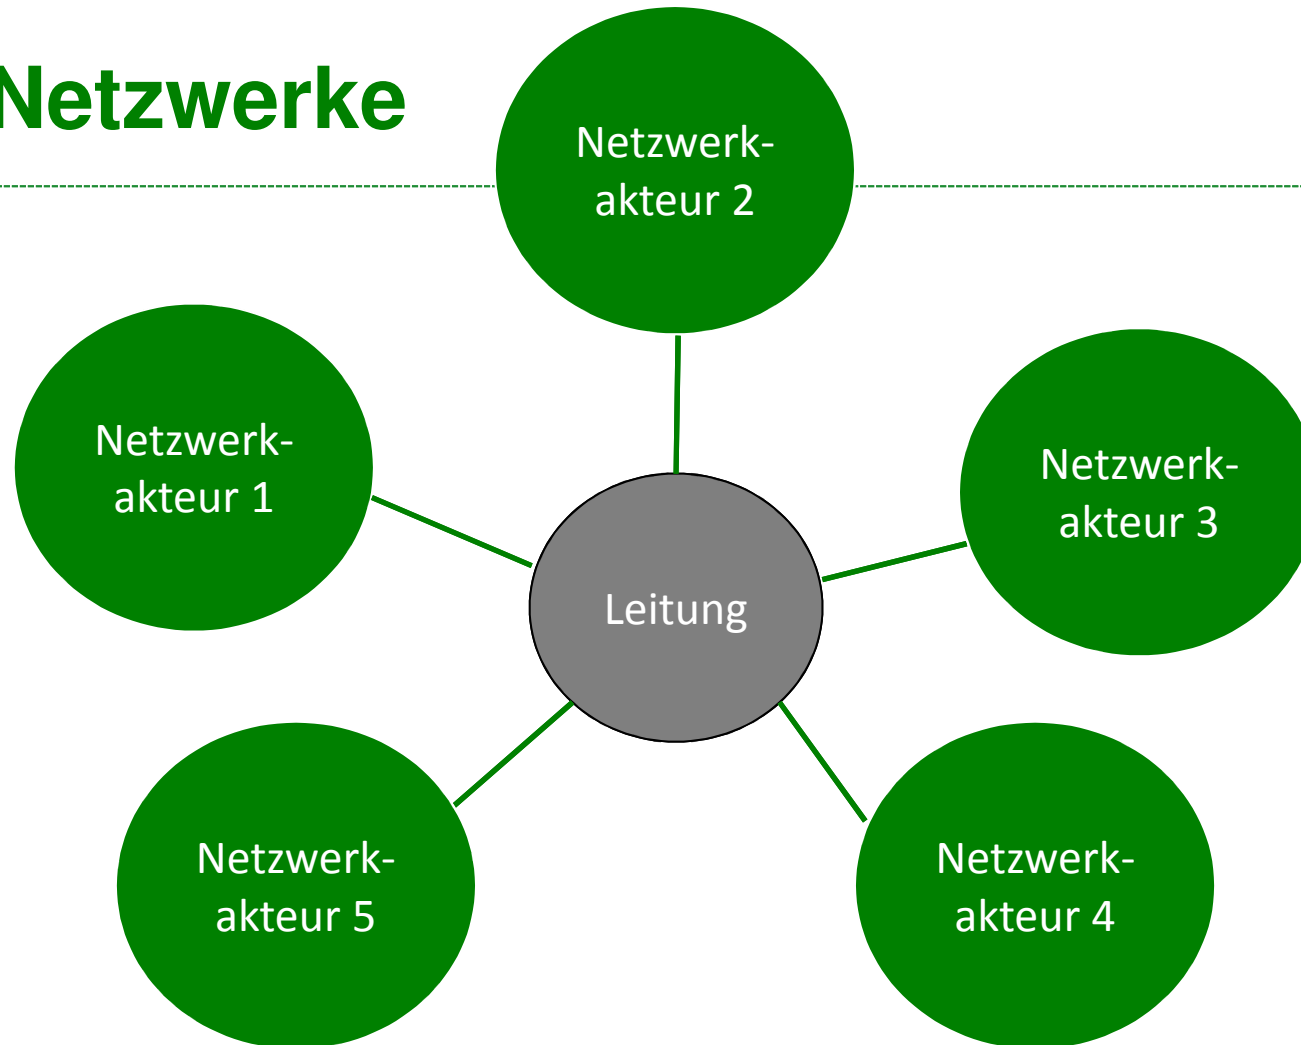 Netzwerke
Netzwerk-
akteur 2
Netzwerk-
akteur 1
Netzwerk-
akteur 3
Leitung
Netzwerk-
akteur 5
Netzwerk-
akteur 4